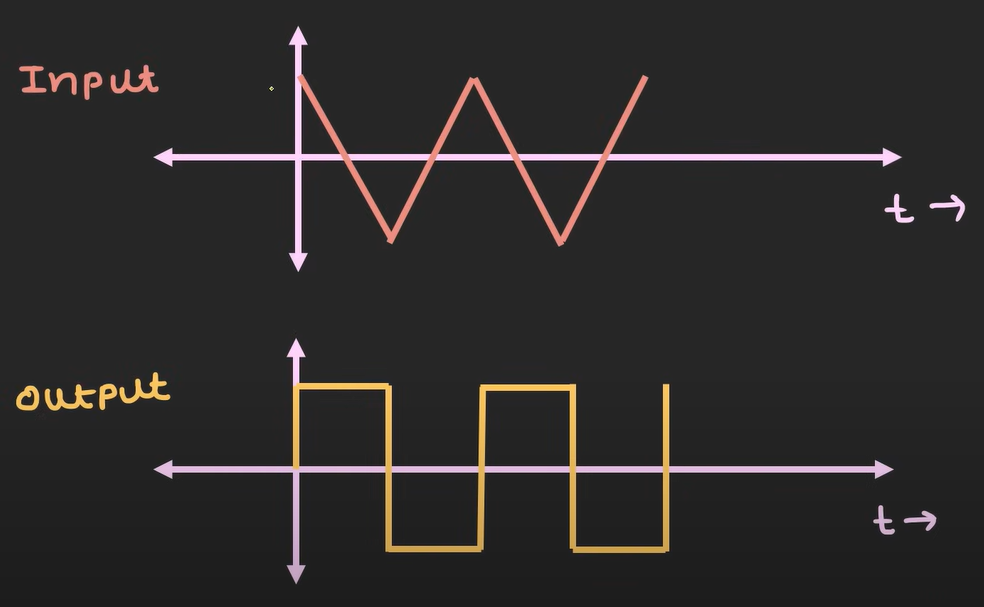 Input
t →
Output
t →